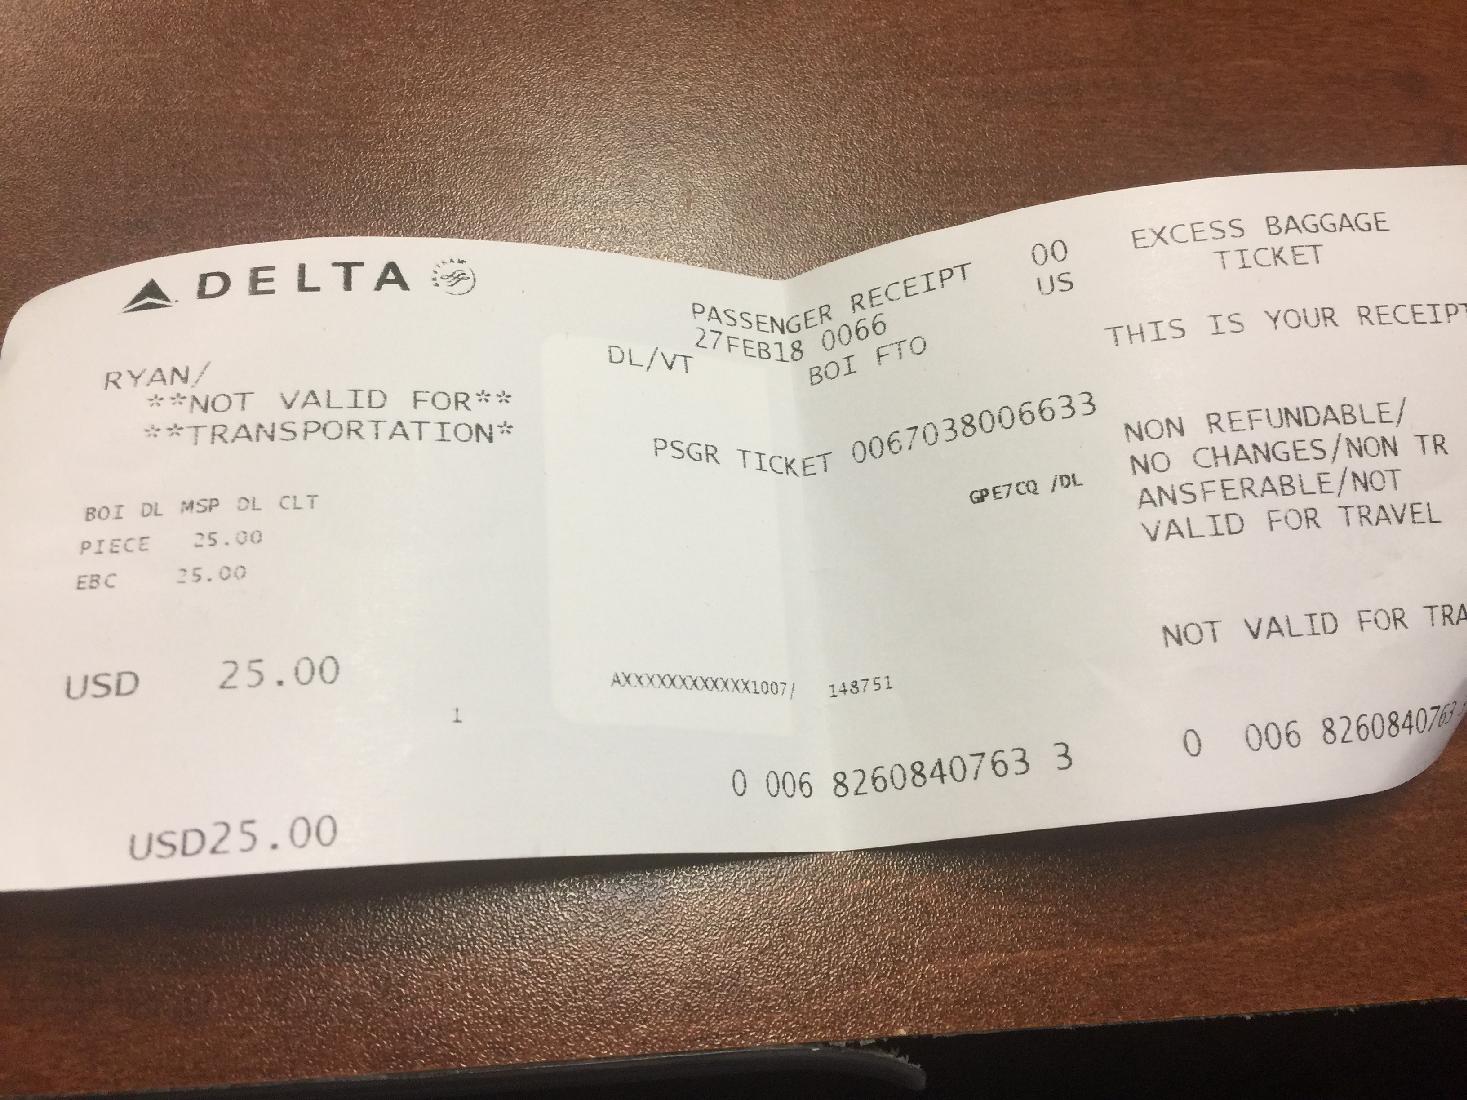 DELTA
PASSENGER RECEIPT 00
27FEB18 0066 US
DL/VT BOI FTO
EXCESS BAGGAGE
TICKET
THIS IS YOUR RECEIPT
RYAN/
**NOT VALID FOR**
**TRANSPORTATION*
PSGR TICKET 0067038006633
GPE7CQ /DL
NON REFUNDABLE/
NO CHANGES/NON TR
ANSFERABLE/NOT
VALID FOR TRAVEL
BOI DL MSP DL CLT
PIECE 25.00
EBC 25.00
NOT VALID FOR TRA
USD 25.00
1
AXXXXXXXXXXXXX1007/ 148751
0 006 8260840763 3
0 006 8260840763
USD25.00